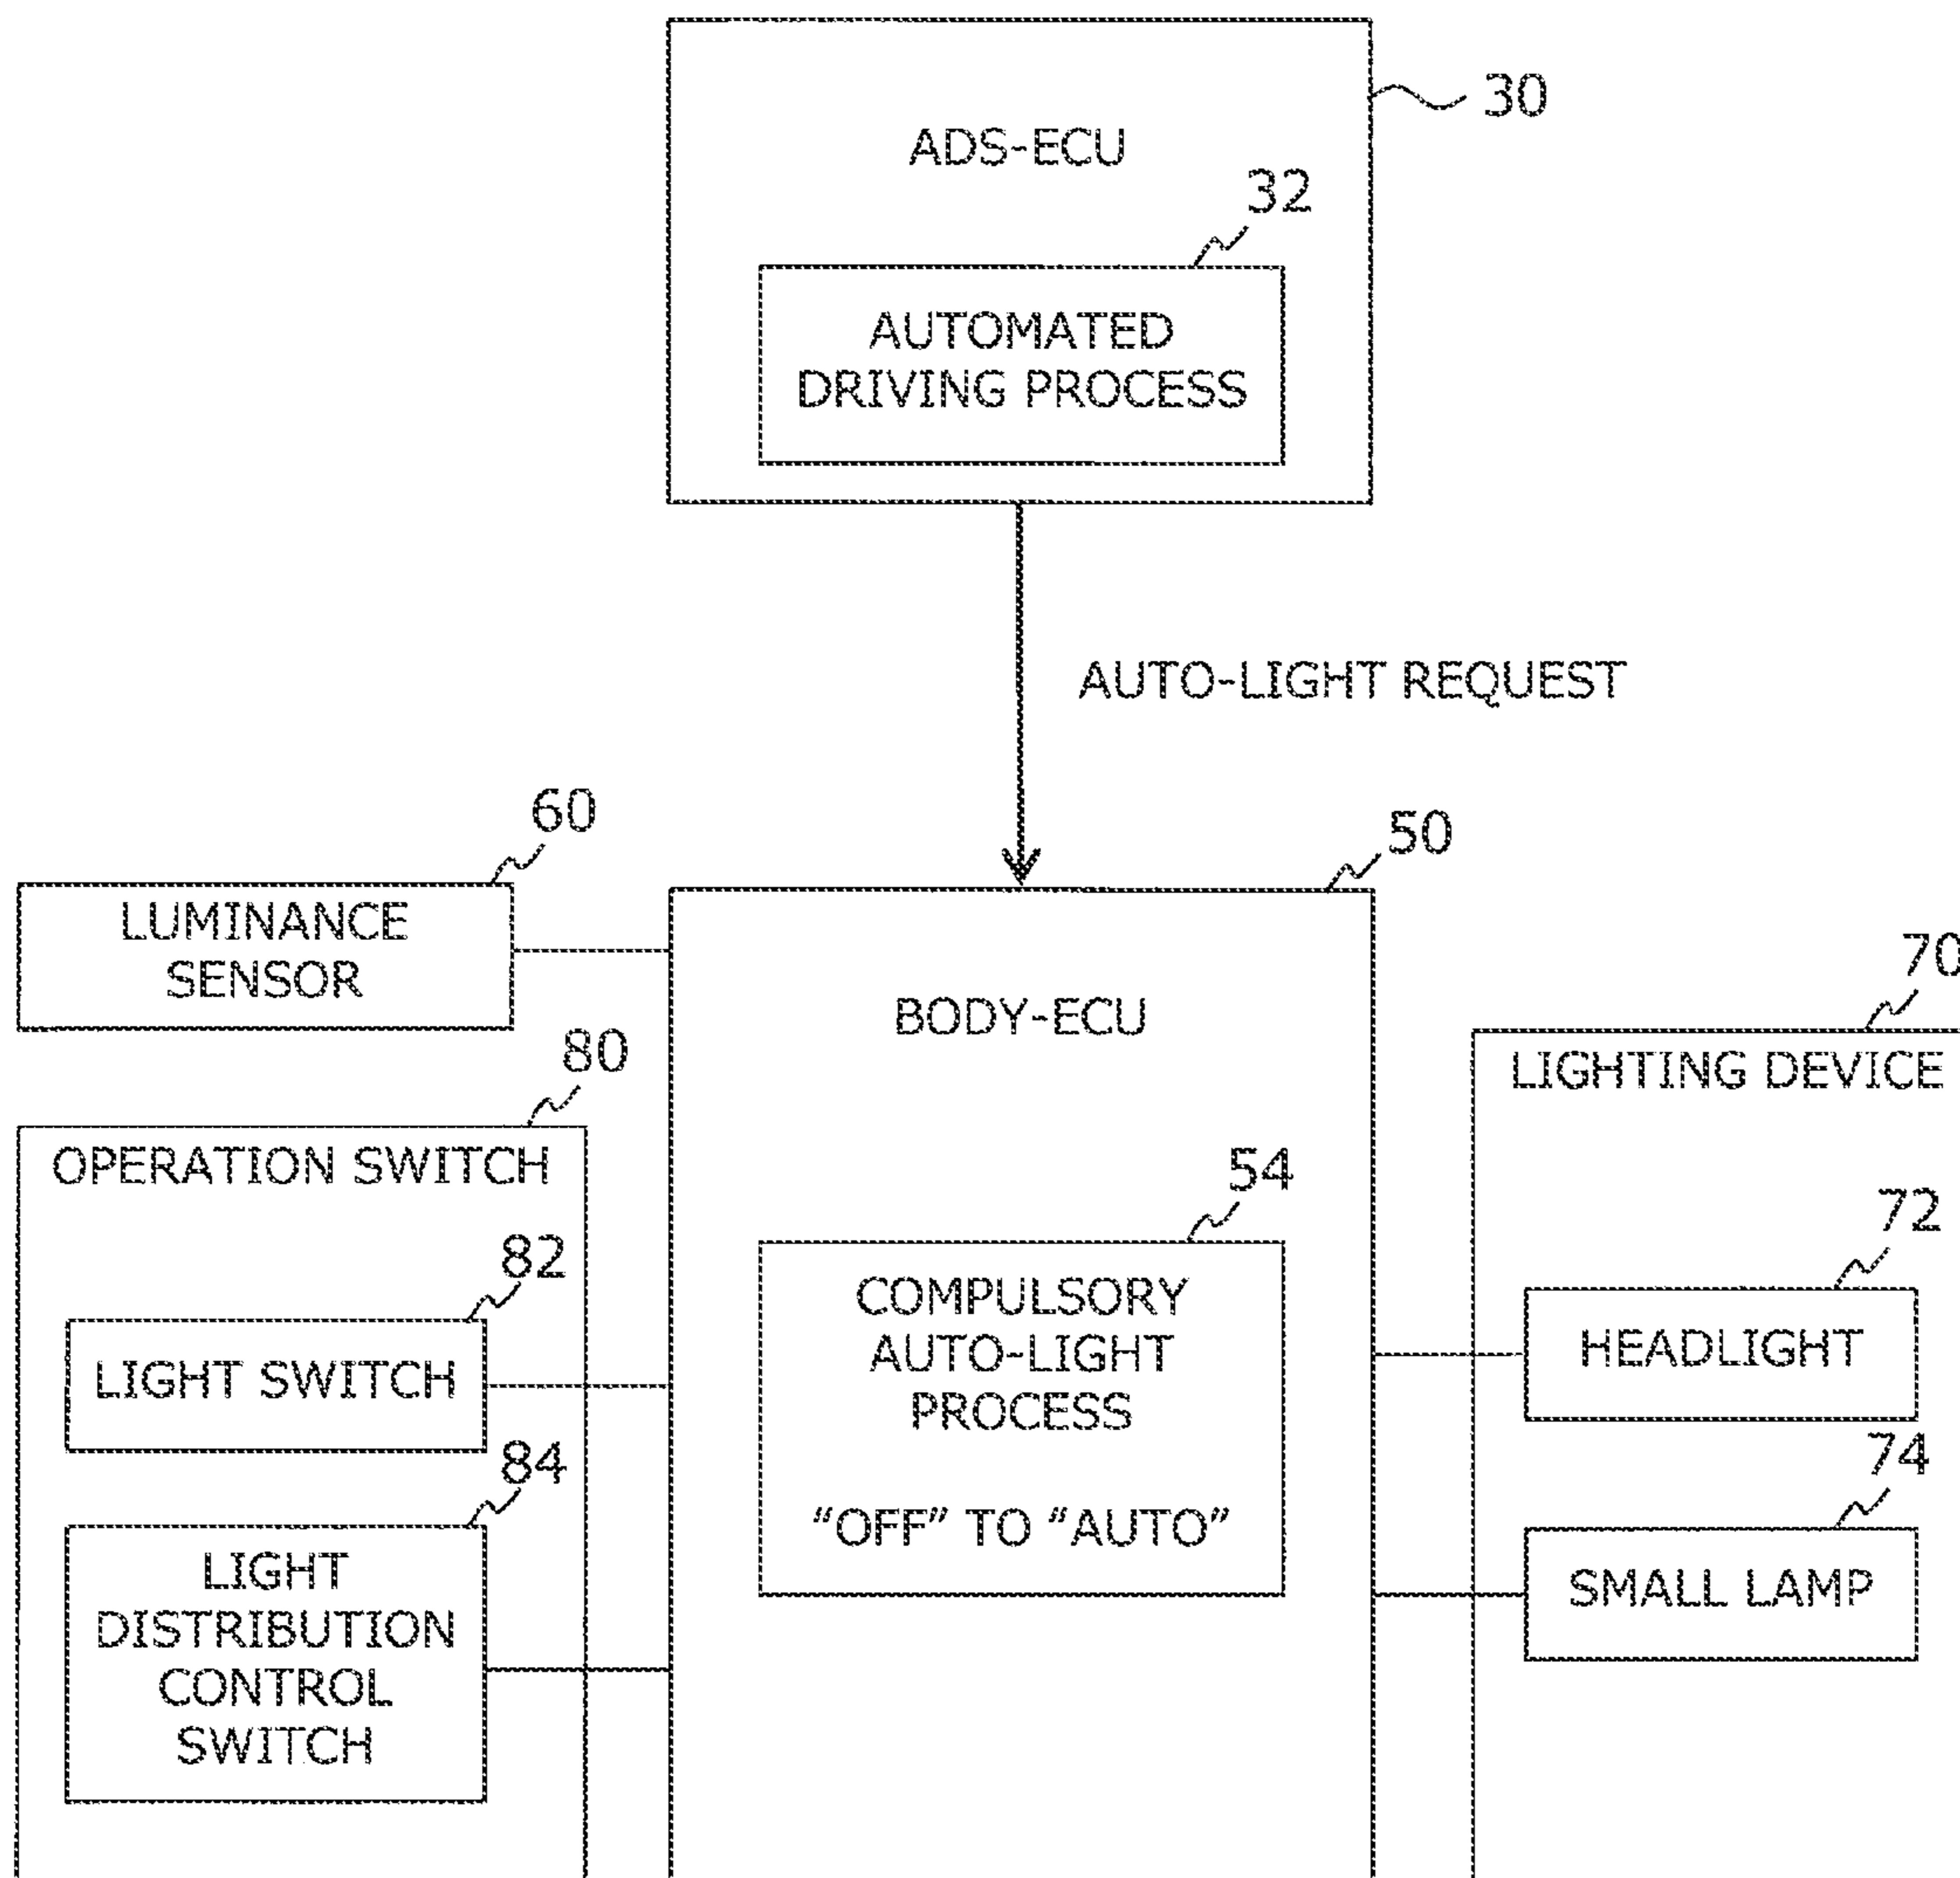 30
ADS-ECU
32
AUTOMATED
DRIVING PROCESS
AUTO-LIGHT REQUEST
60
LUMINANCE
SENSOR
50
BODY-ECU
70
LIGHTING DEVICE
80
OPERATION SWITCH
82
LIGHT SWITCH
84
LIGHT
DISTRIBUTION
CONTROL
SWITCH
54
COMPULSORY
AUTO-LIGHT
PROCESS
“OFF” TO “AUTO”
72
HEADLIGHT
74
SMALL LAMP